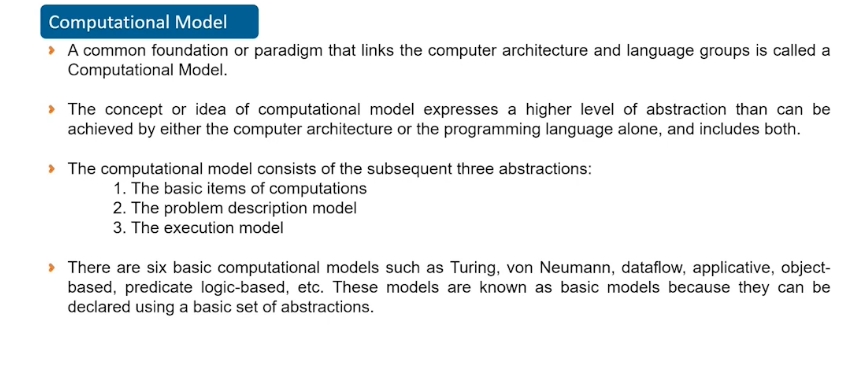 Computational Model
A common foundation or paradigm that links the computer architecture and language groups is called a
Computational Model.
The concept or idea of computational model expresses a higher level of abstraction than can be
achieved by either the computer architecture or the programming language alone, and includes both.
The computational model consists of the subsequent three abstractions:
1. The basic items of computations
2. The problem description model
3. The execution model
There are six basic computational models such as Turing, von Neumann, dataflow, applicative, object-
based, predicate logic-based, etc. These models are known as basic models because they can be
declared using a basic set of abstractions.